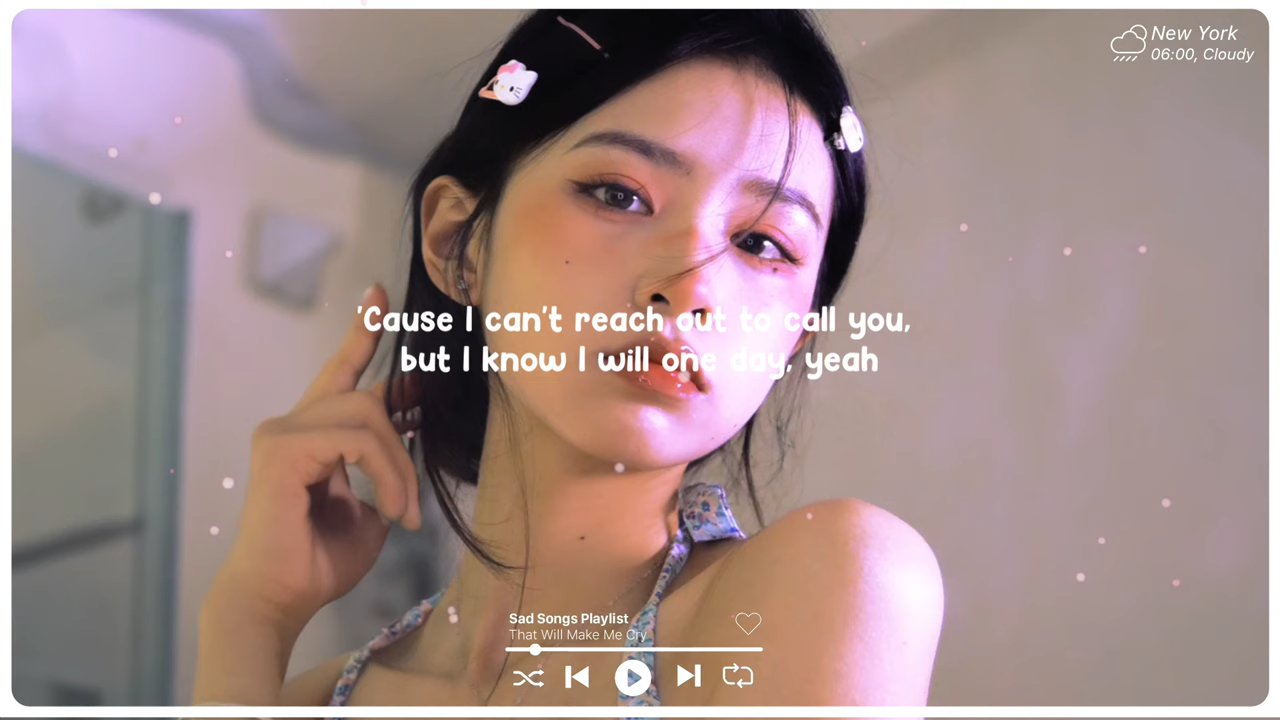 New York
06:00, Cloudy
'Cause I can't reach out to call you,
but I know I will one day, yeah
Sad Songs Playlist
That Will Make Me Cry